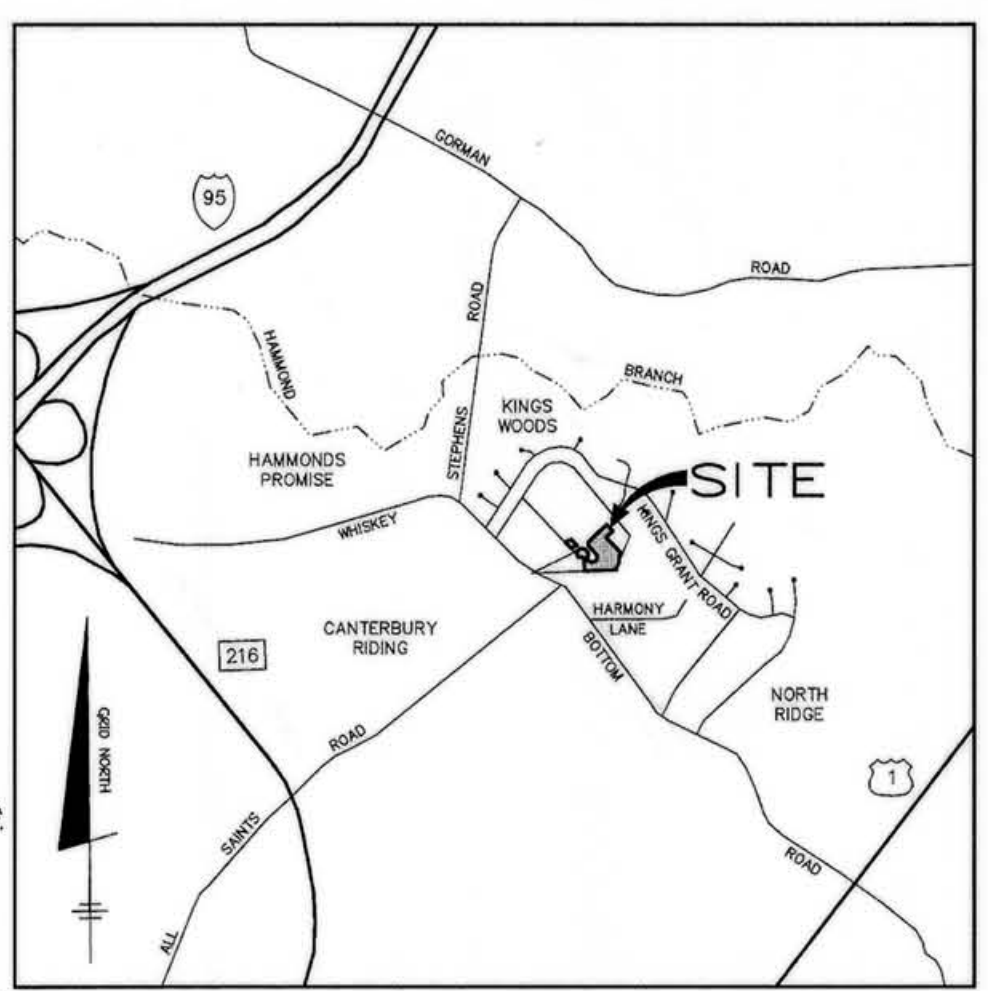 GORMAN
95
ROAD
ROAD
HAMMOND
BRANCH
KINGS
WOODS
STEPHENS
HAMMONDS
PROMISE
SITE
WHISKEY
KINGS GRANT ROAD
HARMONY
LANE
CANTERBURY
RIDING
216
BOTTOM
NORTH
RIDGE
GRID NORTH
ROAD
1
SAINTS
ROAD
ALL